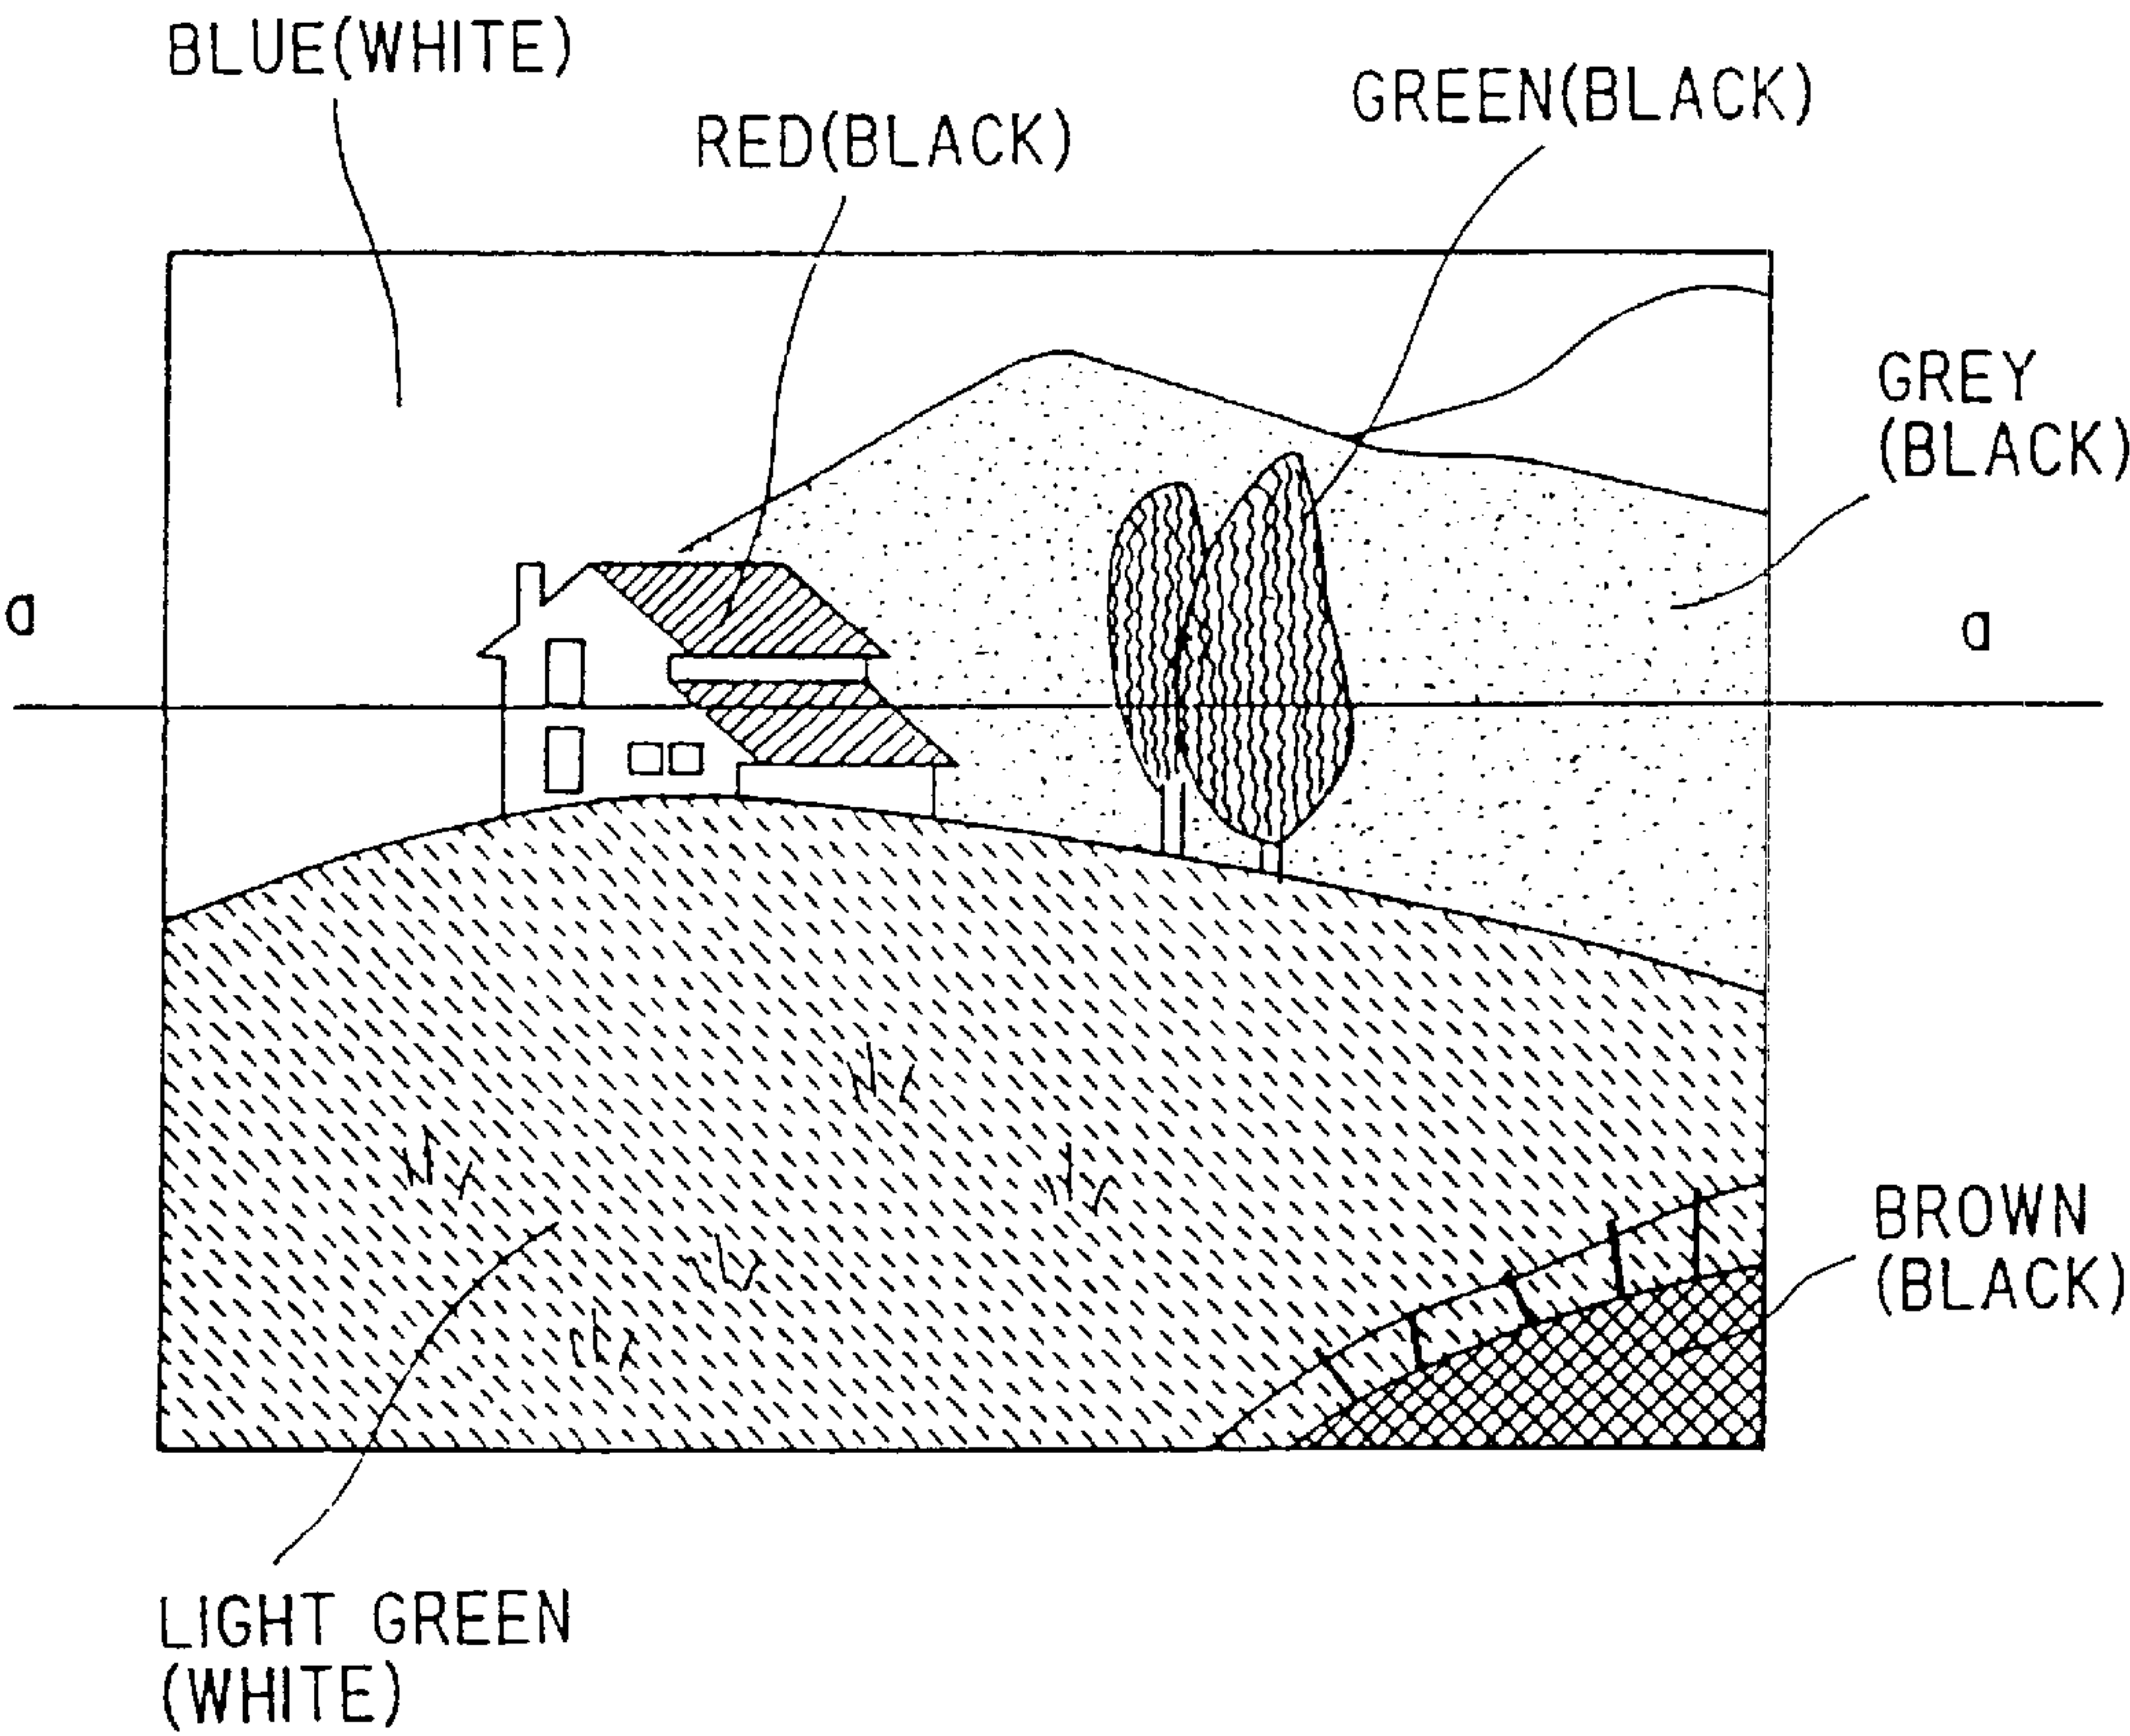 BLUE(WHITE)
RED(BLACK)
GREEN(BLACK)
GREY
(BLACK)
a
a
BROWN
(BLACK)
LIGHT GREEN
(WHITE)